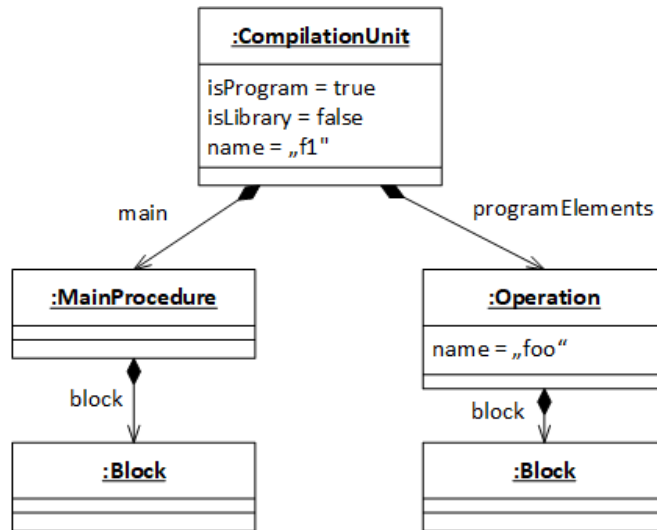 :CompilationUnit
isProgram = true
isLibrary = false
name = „f1"
main
programElements
:MainProcedure
:Operation
name = „foo“
block
block
:Block
:Block